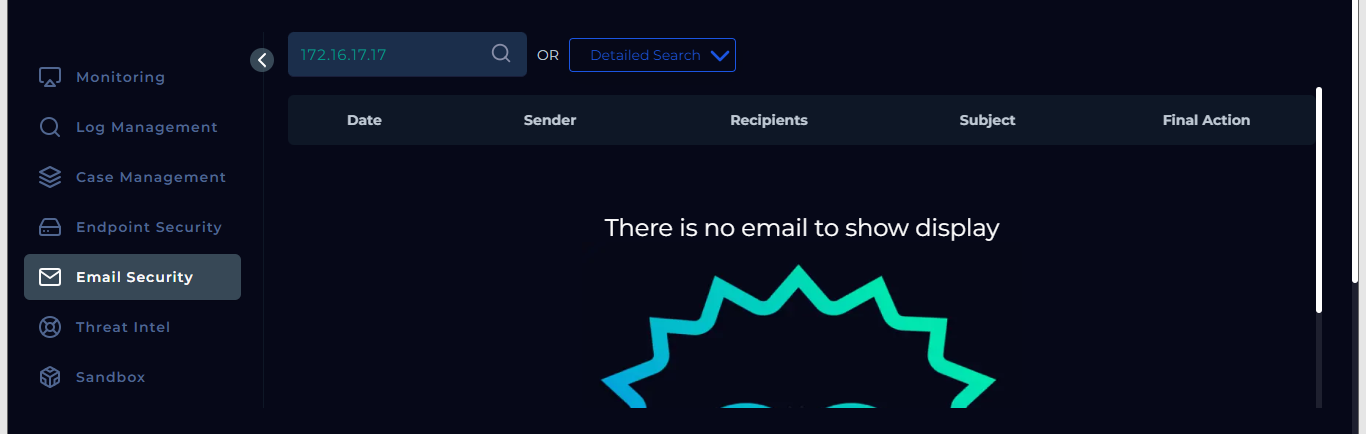 172.16.17.17
OR
Detailed Search
Monitoring
Log Management
Case Management
Endpoint Security
Email Security
Threat Intel
Sandbox
Date Sender Recipients Subject Final Action
There is no email to show display